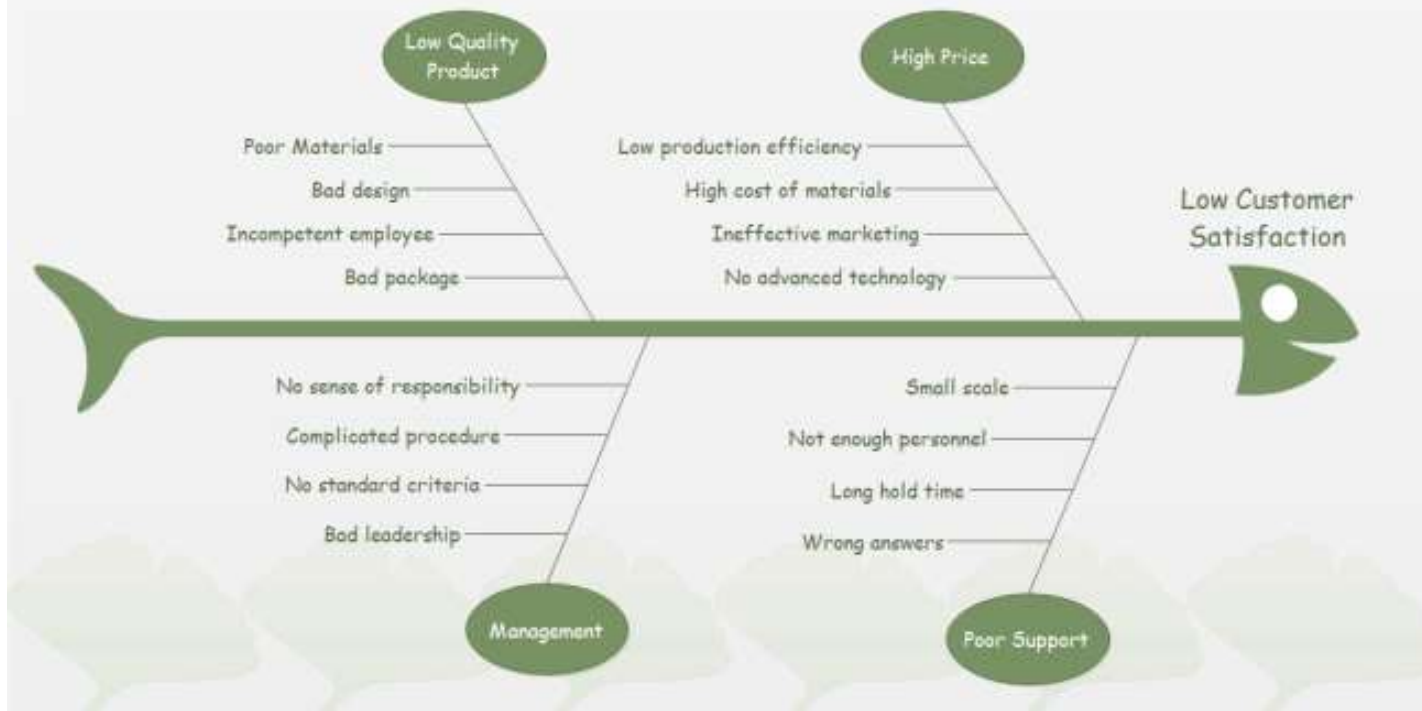 Low Quality
Product
Poor Materials
Bad design
Incompetent employee
Bad package
High Price
Low production efficiency
High cost of materials
Ineffective marketing
No advanced technology
Low Customer
Satisfaction
No sense of responsibility
Complicated procedure
No standard criteria
Bad leadership
Management
Small scale
Not enough personnel
Long hold time
Wrong answers
Poor Support